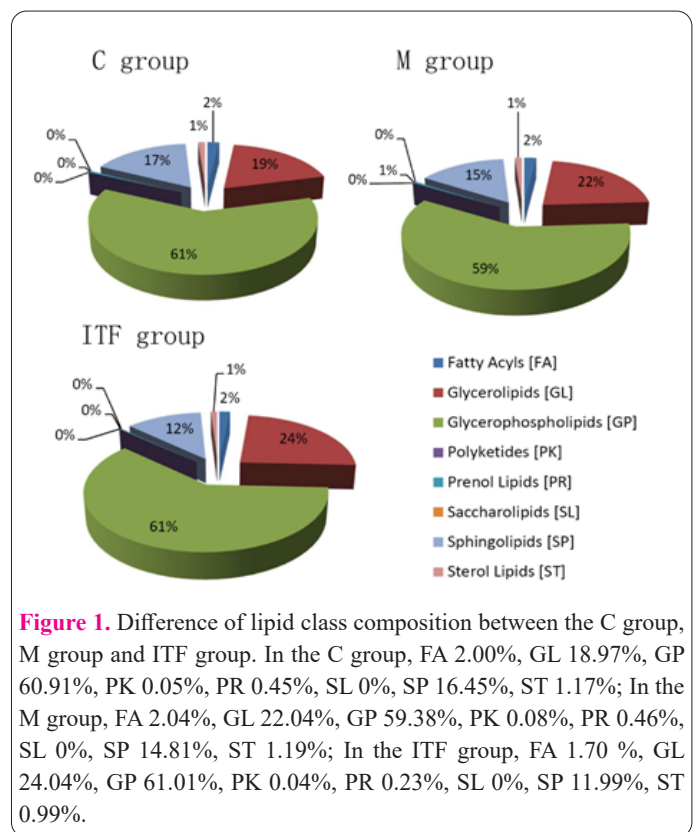 C group
2%
1%
19%
0%
17%
0%
0%
61%
M group
1%
2%
0%
22%
15%
1%
0%
59%
ITF group
1%
2%
0%
0%
24%
12%
0%
61%
Fatty Acyls [FA]
Glycerolipids [GL]
Glycerophospholipids [GP]
Polyketides [PK]
Prenol Lipids [PR]
Saccharolipids [SL]
Sphingolipids [SP]
Sterol Lipids [ST]
Figure 1. Difference of lipid class composition between the C group,
M group and ITF group. In the C group, FA 2.00%, GL 18.97%, GP
60.91%, PK 0.05%, PR 0.45%, SL 0%, SP 16.45%, ST 1.17%; In the
M group, FA 2.04%, GL 22.04%, GP 59.38%, PK 0.08%, PR 0.46%,
SL 0%, SP 14.81%, ST 1.19%; In the ITF group, FA 1.70 %, GL
24.04%, GP 61.01%, PK 0.04%, PR 0.23%, SL 0%, SP 11.99%, ST
0.99%.